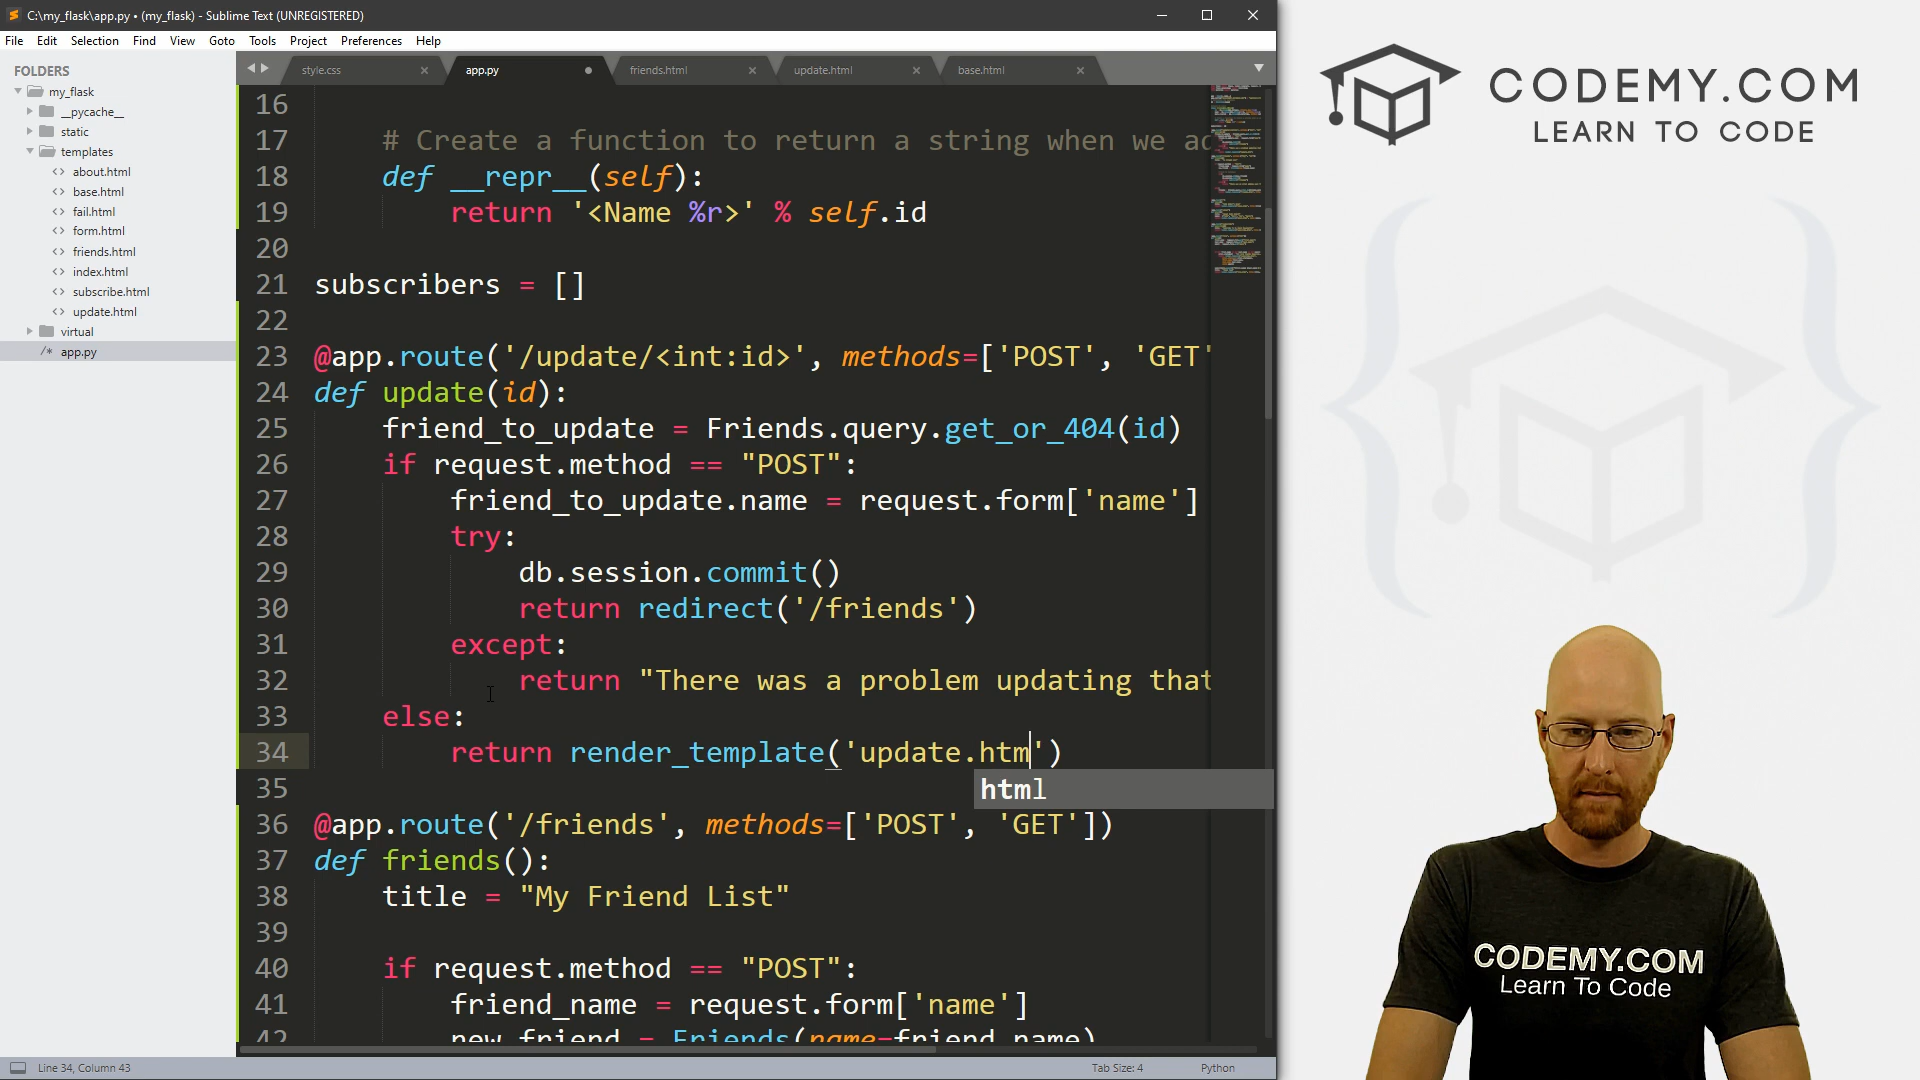 C:\my_flask\app.py • (my_flask) - Sublime Text (UNREGISTERED)
File Edit Selection Find View Goto Tools Project Preferences Help
FOLDERS
my_flask
__pycache__
static
templates
about.html
base.html
fail.html
form.html
friends.html
index.html
subscribe.html
update.html
virtual
app.py
style.css app.py friends.html update.html base.html
16
17 # Create a function to return a string when we ad
18 def __repr__(self):
19 return '<Name %r>' % self.id
20
21 subscribers = []
22
23 @app.route('/update/<int:id>', methods=['POST', 'GET'
24 def update(id):
25 friend_to_update = Friends.query.get_or_404(id)
26 if request.method == "POST":
27 friend_to_update.name = request.form['name']
28 try:
29 db.session.commit()
30 return redirect('/friends')
31 except:
32 return "There was a problem updating that
33 else:
34 return render_template('update.htm')
html
35
36 @app.route('/friends', methods=['POST', 'GET'])
37 def friends():
38 title = "My Friend List"
39
40 if request.method == "POST":
41 friend_name = request.form['name']
42 new_friend = Friends(name=friend_name)
Line 34, Column 43
Tab Size: 4
Python
CODEMY.COM
LEARN TO CODE
CODEMY.COM
Learn To Code